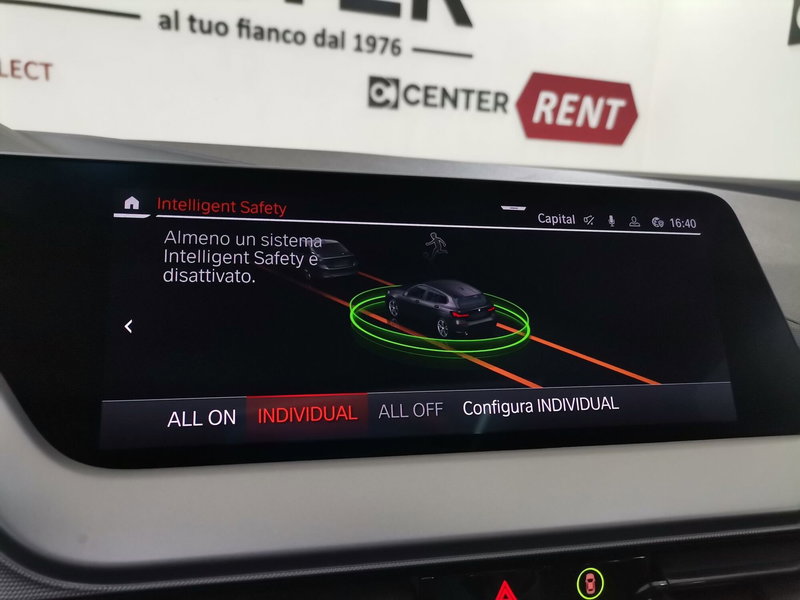 al tuo fianco dal 1976
CENTER RENT
Intelligent Safety
Capital 16:40
Almeno un sistema
Intelligent Safety è
disattivato.
ALL ON INDIVIDUAL ALL OFF Configura INDIVIDUAL